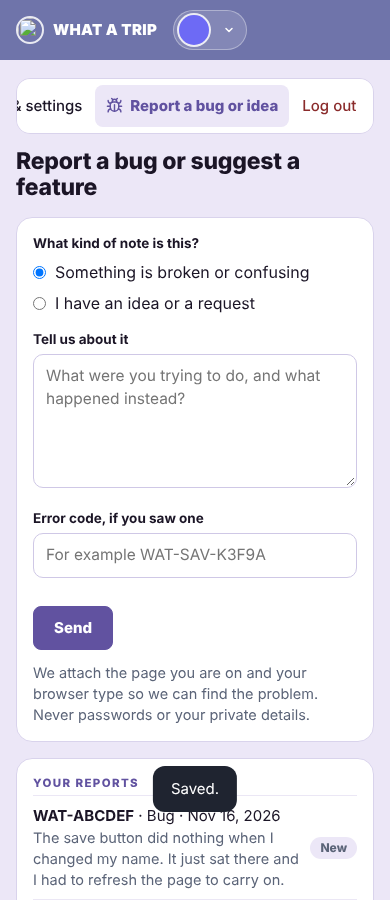 WHAT A TRIP
& settings Report a bug or idea Log out
Report a bug or suggest a
feature
What kind of note is this?
Something is broken or confusing
I have an idea or a request
Tell us about it
What were you trying to do, and what
happened instead?
Error code, if you saw one
For example WAT-SAV-K3F9A
Send
We attach the page you are on and your
browser type so we can find the problem.
Never passwords or your private details.
YOUR REPORTS
Saved.
WAT-ABCDEF · Bug · Nov 16, 2026
The save button did nothing when I
changed my name. It just sat there and
I had to refresh the page to carry on.
New